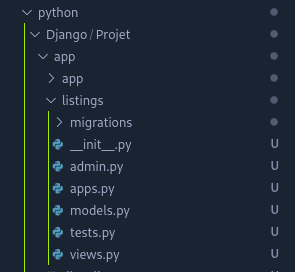 python
Django / Projet
app
app
listings
migrations
__init__.py U
admin.py U
apps.py U
models.py U
tests.py U
views.py U